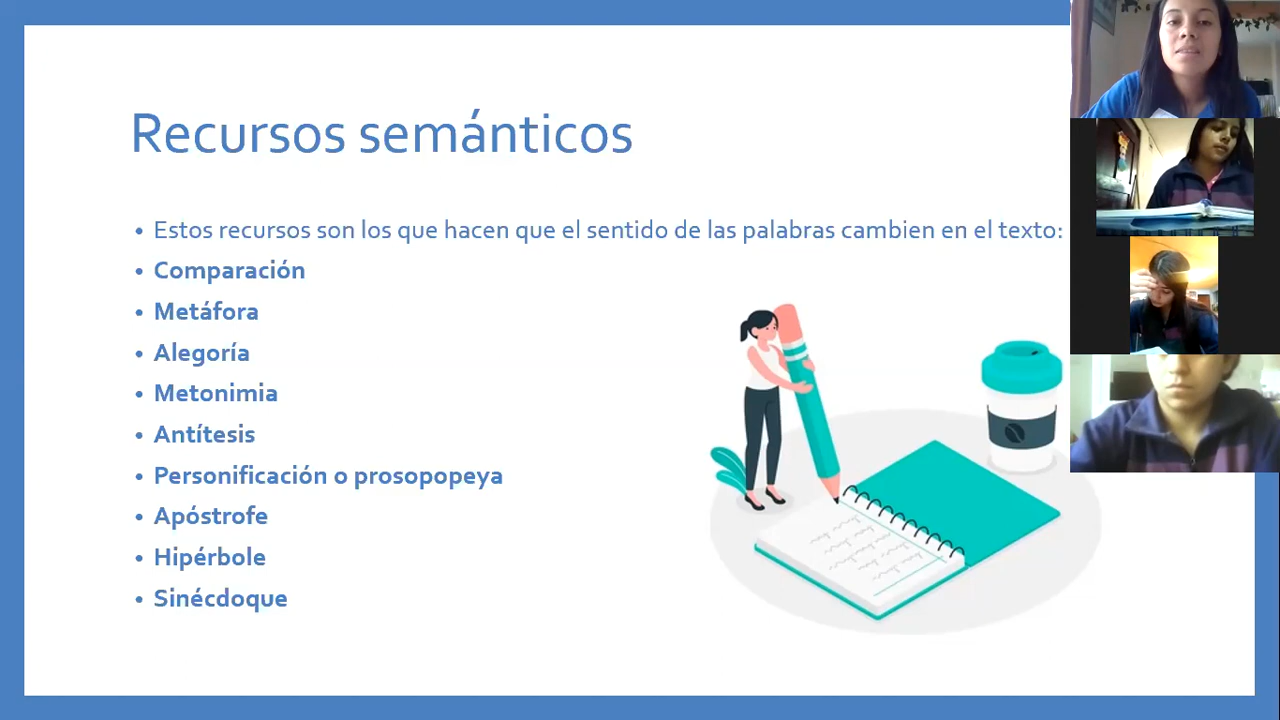 Recursos semánticos
• Estos recursos son los que hacen que el sentido de las palabras cambien en el texto:
• Comparación
• Metáfora
• Alegoría
• Metonimia
• Antítesis
• Personificación o prosopopeya
• Apóstrofe
• Hipérbole
• Sinécdoque